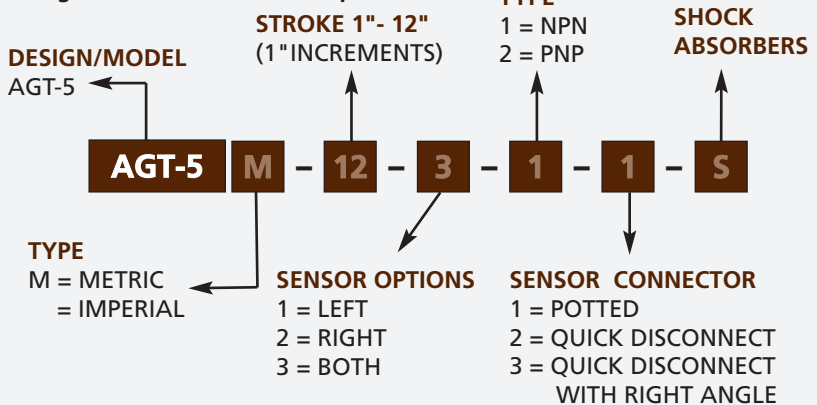 STROKE 1"- 12"
(1"INCREMENTS)
1 = NPN
2 = PNP
SHOCK
ABSORBERS
DESIGN/MODEL
AGT-5
AGT-5 M - 12 - 3 - 1 - 1 - S
TYPE
M = METRIC
= IMPERIAL
SENSOR OPTIONS
1 = LEFT
2 = RIGHT
3 = BOTH
SENSOR CONNECTOR
1 = POTTED
2 = QUICK DISCONNECT
3 = QUICK DISCONNECT
WITH RIGHT ANGLE